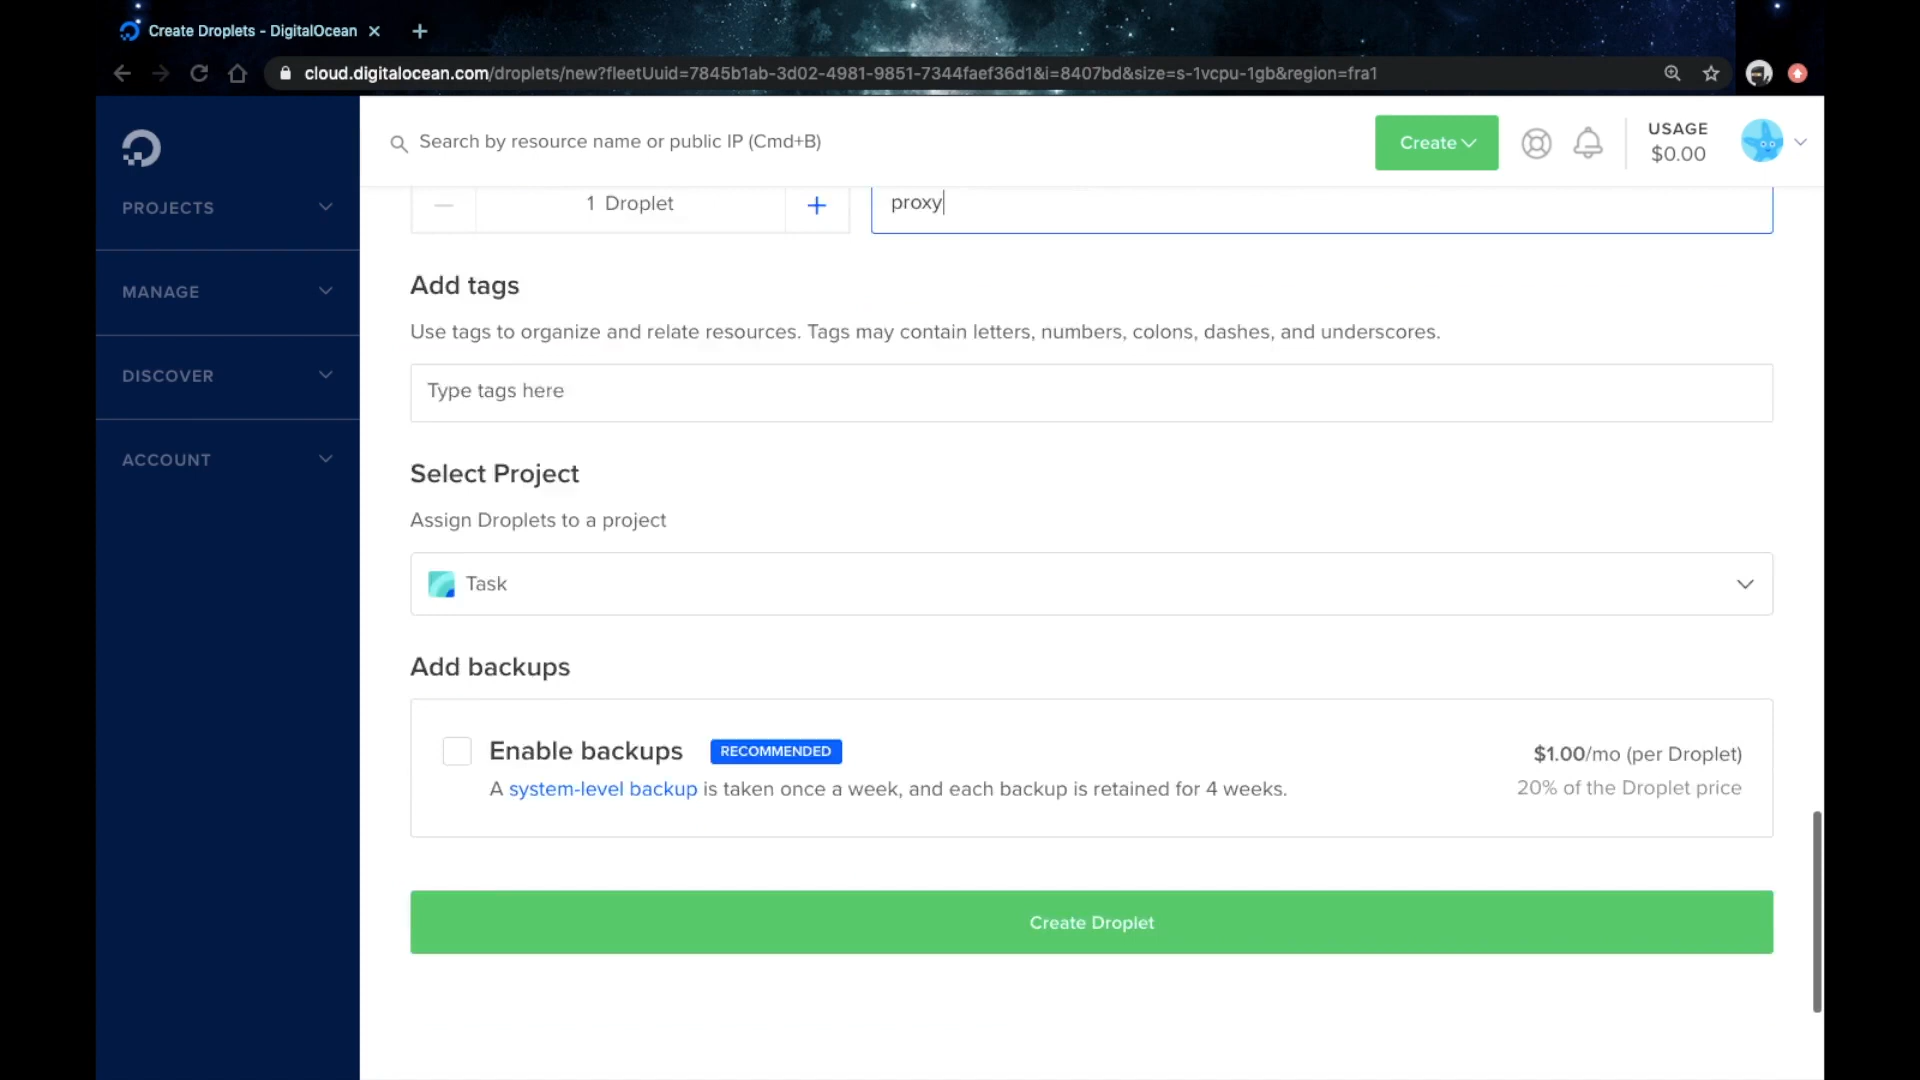 Create Droplets - DigitalOcean
cloud.digitalocean.com/droplets/new?fleetUuid=7845b1ab-3d02-4981-9851-7344faef36d1&i=8407bd&size=s-1vcpu-1gb&region=fra1
Search by resource name or public IP (Cmd+B)
Create
USAGE
$0.00
PROJECTS
MANAGE
DISCOVER
ACCOUNT
1 Droplet
proxy
Add tags
Use tags to organize and relate resources. Tags may contain letters, numbers, colons, dashes, and underscores.
Type tags here
Select Project
Assign Droplets to a project
Task
Add backups
Enable backups RECOMMENDED
$1.00/mo (per Droplet)
A system-level backup is taken once a week, and each backup is retained for 4 weeks.
20% of the Droplet price
Create Droplet